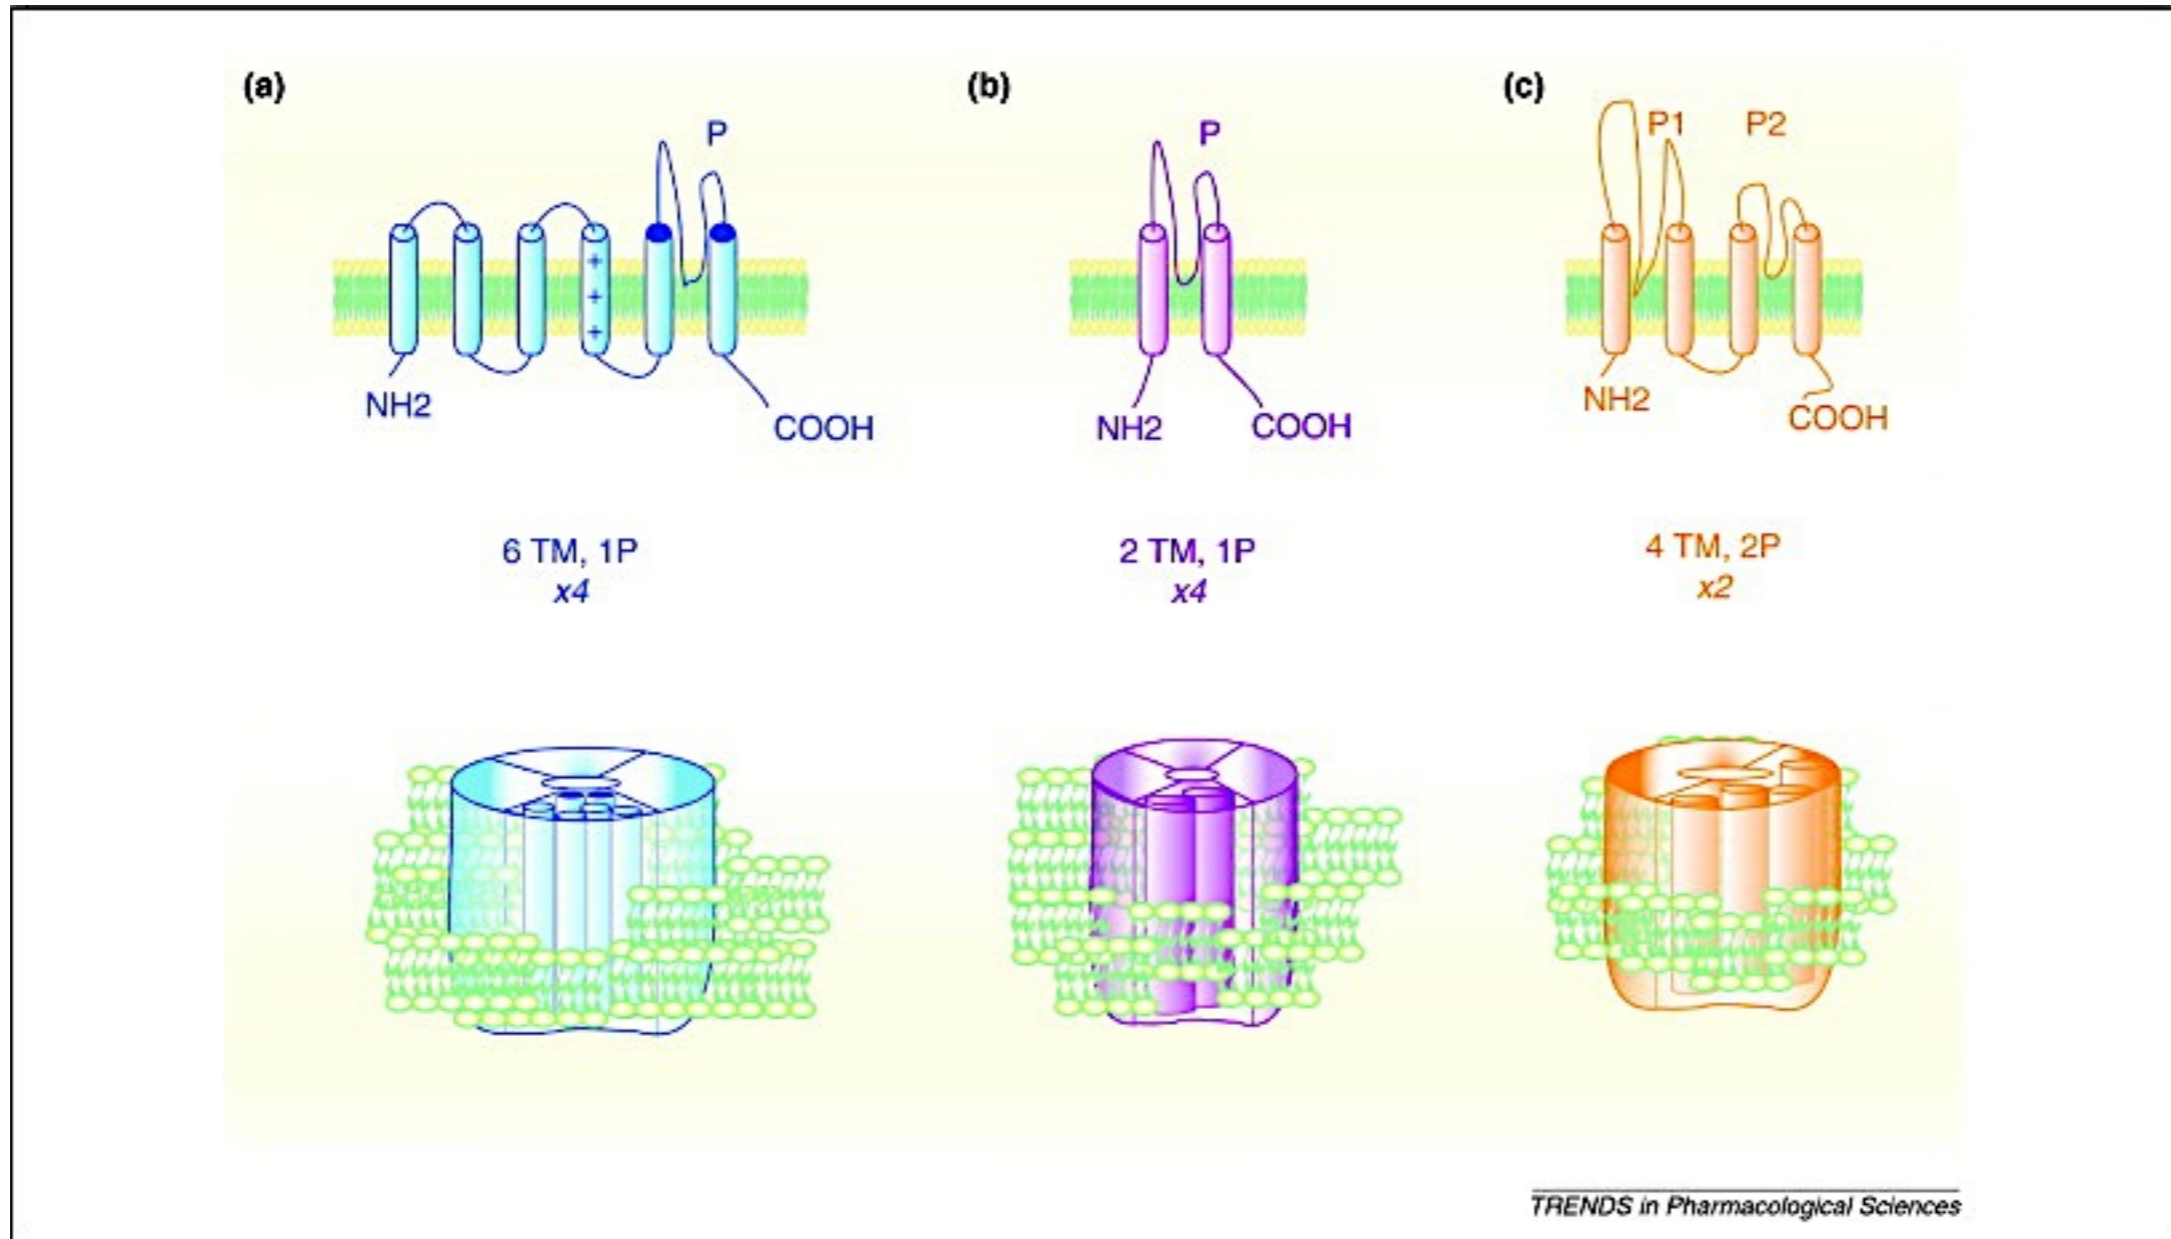 (a)
P
+
+
+
NH2
COOH
6 TM, 1P
x4
(b)
P
NH2
COOH
2 TM, 1P
x4
(c)
P1
P2
NH2
COOH
4 TM, 2P
x2
TRENDS in Pharmacological Sciences